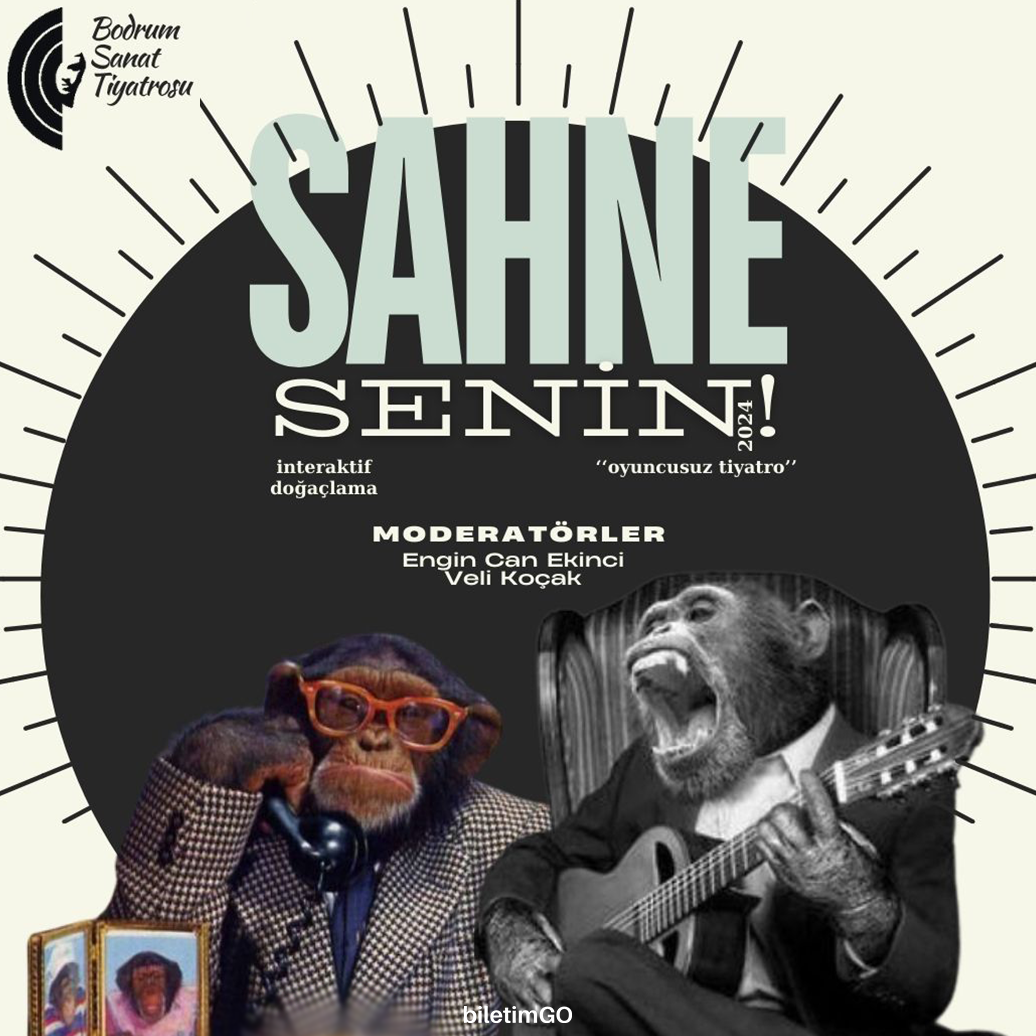 Bodrum
Sanat
Tiyatrosu
SAHNE
SENİN!
2024
interaktif
doğaçlama
‘‘oyuncusuz tiyatro’’
MODERATÖRLER
Engin Can Ekinci
Veli Koçak
biletimGO